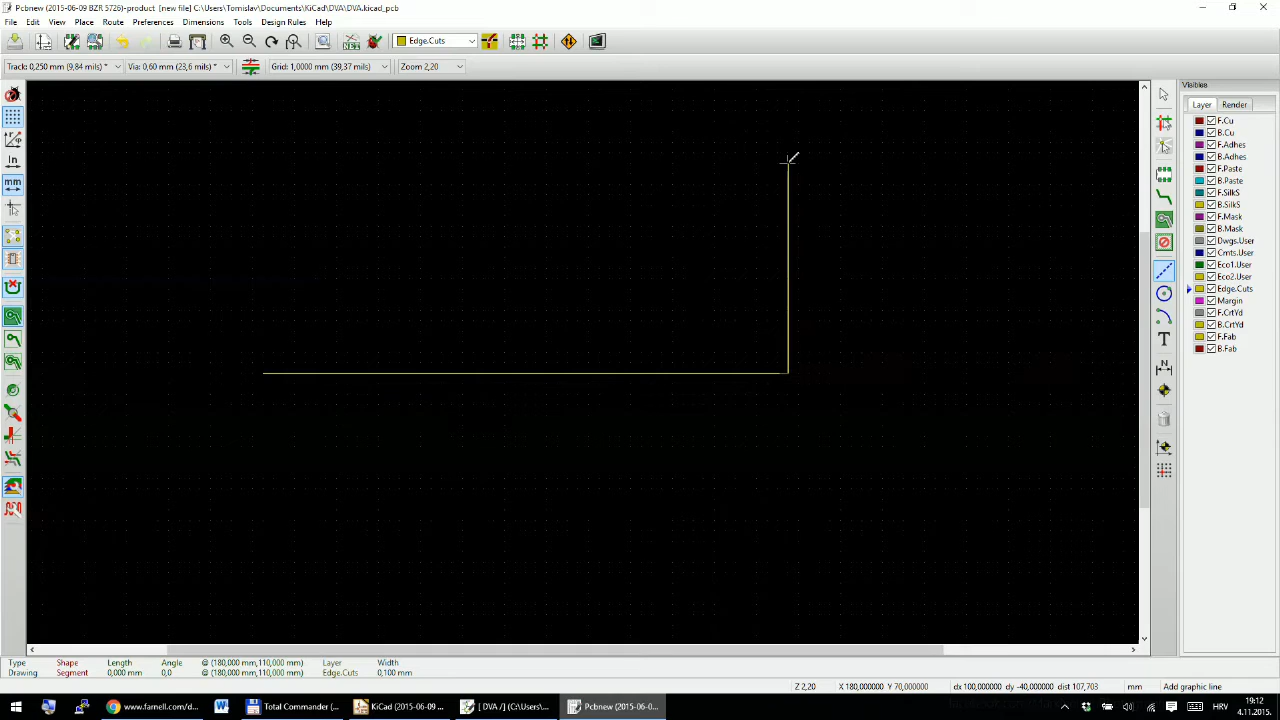 Pcbnew (2015-06-09 BZR 5726)-product [new file] C:\Users\Tomislav\Documents\KiCad\DVA\DVA.kicad_pcb
File Edit View Place Route Preferences Dimensions Tools Design Rules Help
NET
Edge.Cuts
Track: 0,250 mm (9,84 mils) *
Via: 0,60 mm (23,6 mils) *
Grid: 1,0000 mm (39,37 mils)
Zoom 2,20
In
mm
T
N
Visibles
Layer Render
F.Cu
B.Cu
F.Adhes
B.Adhes
F.Paste
B.Paste
F.SilkS
B.SilkS
F.Mask
B.Mask
Dwgs.User
Cmts.User
Eco1.User
Eco2.User
Edge.Cuts
Margin
F.CrtYd
B.CrtYd
F.Fab
B.Fab
Type Shape Length Angle @ (180,000 mm,110,000 mm) Layer Width
Drawing Segment 0,000 mm 0,0 @ (180,000 mm,110,000 mm) Edge.Cuts 0,100 mm
Z 2,20 X 180,000000 Y 70,000000 dx 100,000000 dy -40,000000 dist 107,703 mm Add graphic line
www.farnell.com/d...
Total Commander (...
KiCad (2015-06-09 ...
[ DVA /] (C:\Users\...
Pcbnew (2015-06-0...
HRV
19:12
4.11.2015.